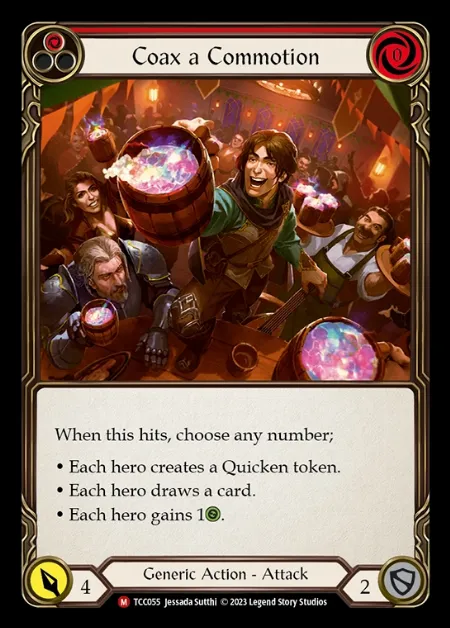 Coax a Commotion
0
When this hits, choose any number;
• Each hero creates a Quicken token.
• Each hero draws a card.
• Each hero gains 1.
4
Generic Action - Attack
2
M TCC055 Jessada Sutthi © 2023 Legend Story Studios